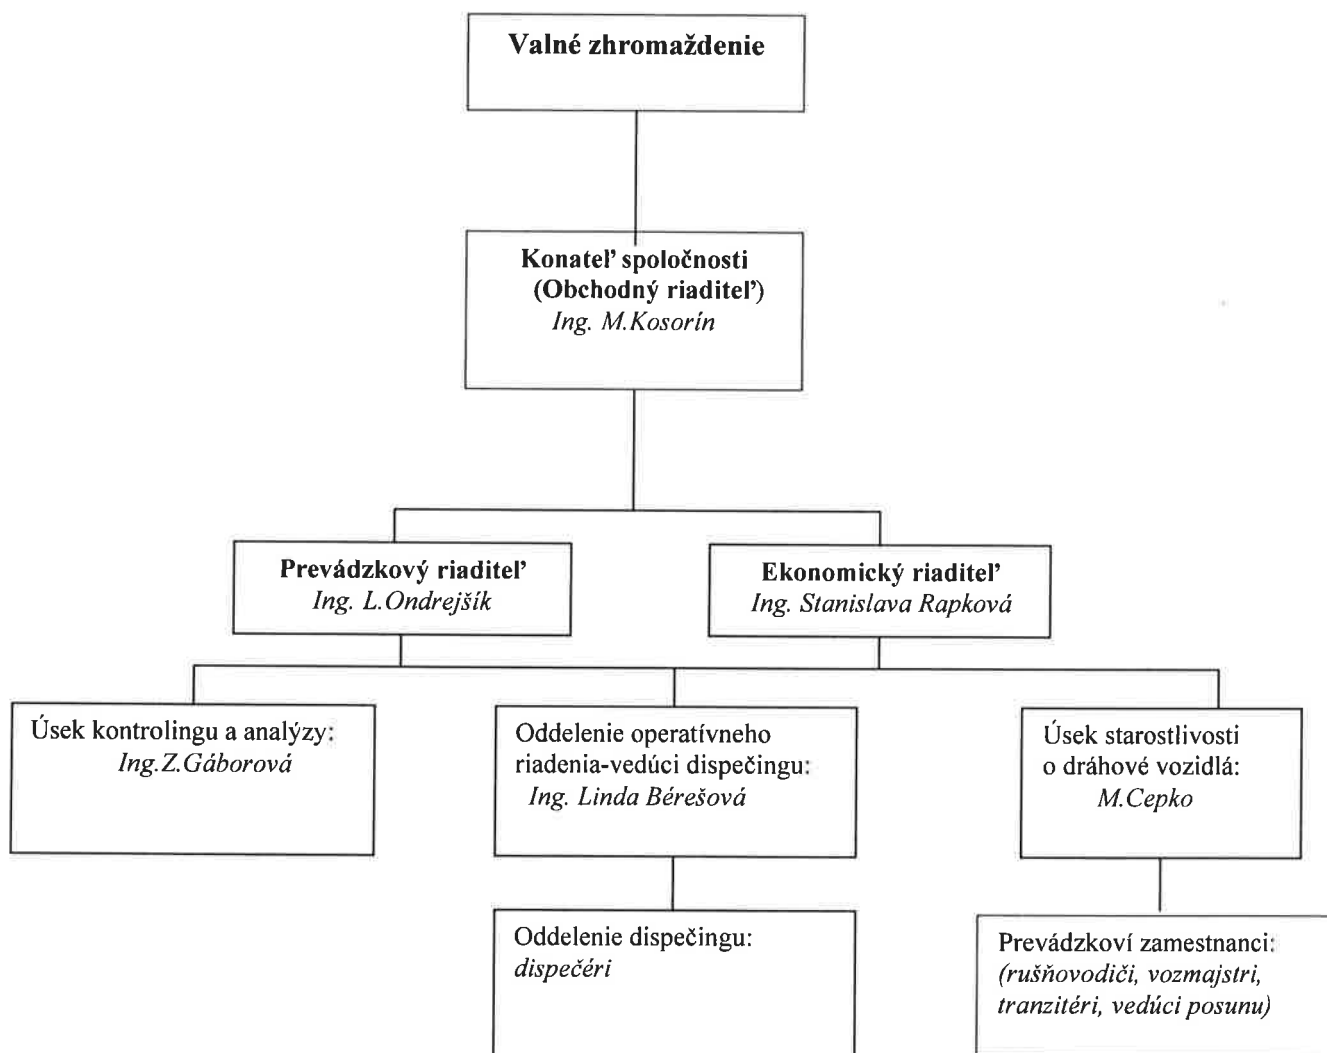 Valné zhromaždenie
Konateľ spoločnosti
(Obchodný riaditeľ)
Ing. M.Kosorín
Prevádzkový riaditeľ
Ing. L.Ondrejšík
Ekonomický riaditeľ
Ing. Stanislava Rapková
Úsek kontrolingu a analýzy:
Ing.Z.Gáborová
Oddelenie operatívneho
riadenia-vedúci dispečingu:
Ing. Linda Bérešová
Úsek starostlivosti
o dráhové vozidlá:
M.Cepko
Oddelenie dispečingu:
dispečéri
Prevádzkoví zamestnanci:
(rušňovodiči, vozmajstri,
tranzitéri, vedúci posunu)